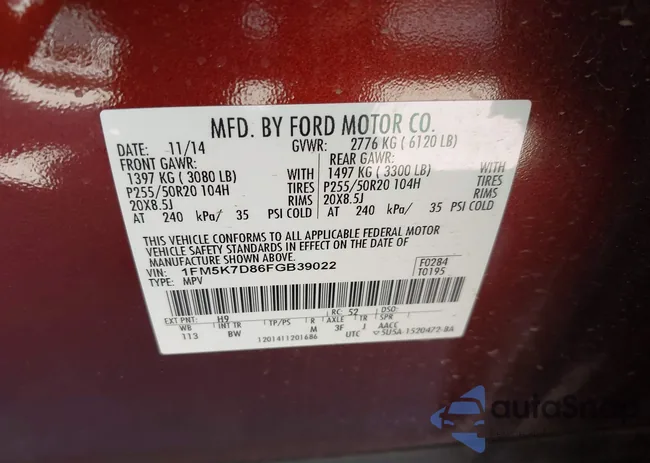 MFD. BY FORD MOTOR CO.
DATE: 11/14 GVWR: 2776 KG ( 6120 LB)
FRONT GAWR: REAR GAWR:
1397 KG ( 3080 LB) 1497 KG ( 3300 LB)
P255/50R20 104H TIRES P255/50R20 104H TIRES
20X8.5J RIMS 20X8.5J RIMS
AT 240 kPa/ 35 PSI COLD AT 240 kPa/ 35 PSI COLD
THIS VEHICLE CONFORMS TO ALL APPLICABLE FEDERAL MOTOR
VEHICLE SAFETY STANDARDS IN EFFECT ON THE DATE OF
MANUFACTURE SHOWN ABOVE.
VIN: 1FM5K7D86FGB39022 F0284
TYPE: MPV T0195
EXT PNT: H9 RC: 52 DSO:
WB INT TR TP/PS R AXLE TR SPR
113 BW M 3F J AACC
1201411201686 UTC 5U5A-1520472-BA